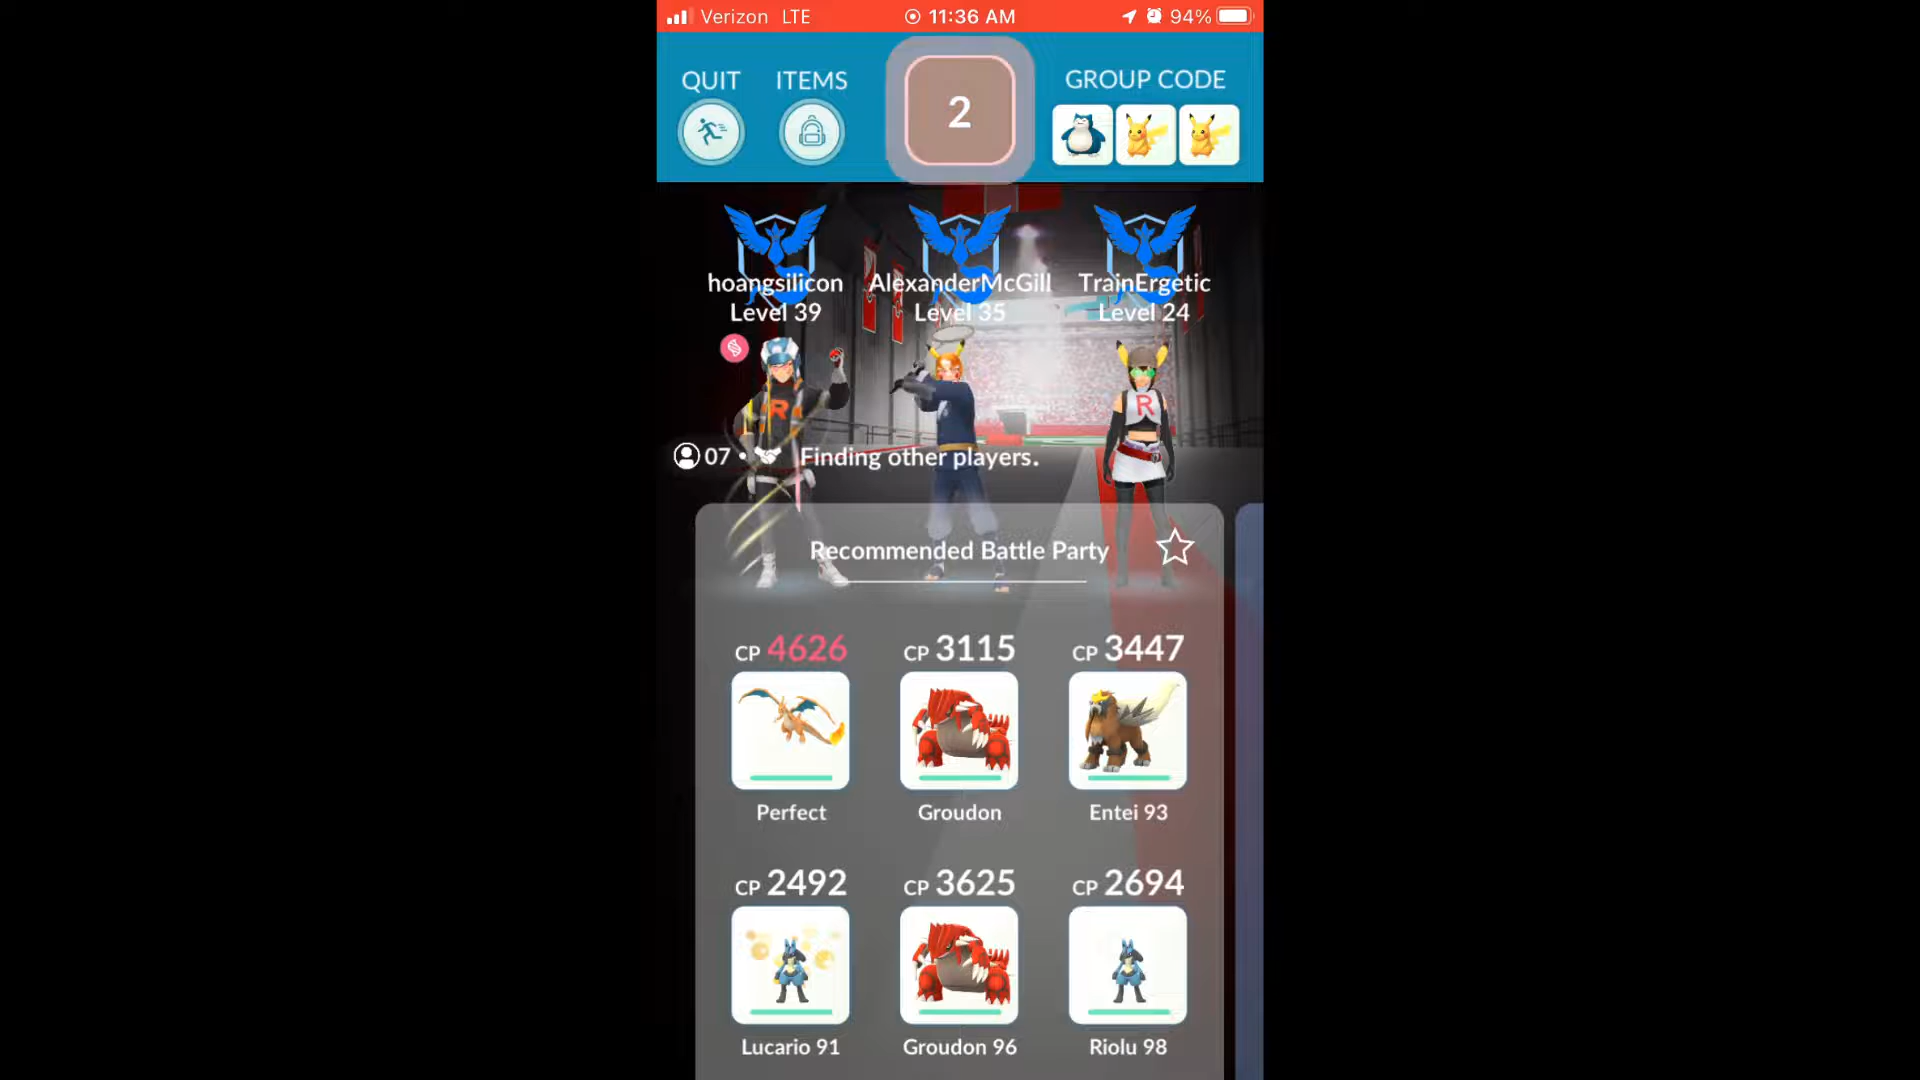 Verizon LTE 11:36 AM 94%
QUIT ITEMS 2 GROUP CODE
hoangsilicon AlexanderMcGill TrainErgetic
Level 39 Level 35 Level 24
R R
07 • Finding other players.
Recommended Battle Party
CP 4626 CP 3115 CP 3447
Perfect Groudon Entei 93
CP 2492 CP 3625 CP 2694
Lucario 91 Groudon 96 Riolu 98